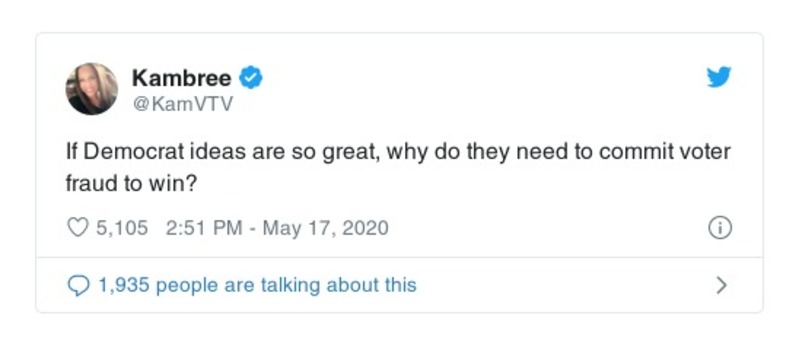 Kambree
@KamVTV
If Democrat ideas are so great, why do they need to commit voter
fraud to win?
5,105 2:51 PM - May 17, 2020
1,935 people are talking about this